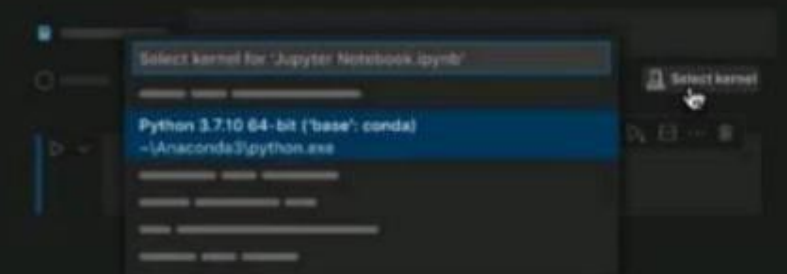 Select kernel for 'Jupyter Notebook.ipynb'
Select kernel
Python 3.7.10 64-bit ('base': conda)
~\Anaconda3\python.exe